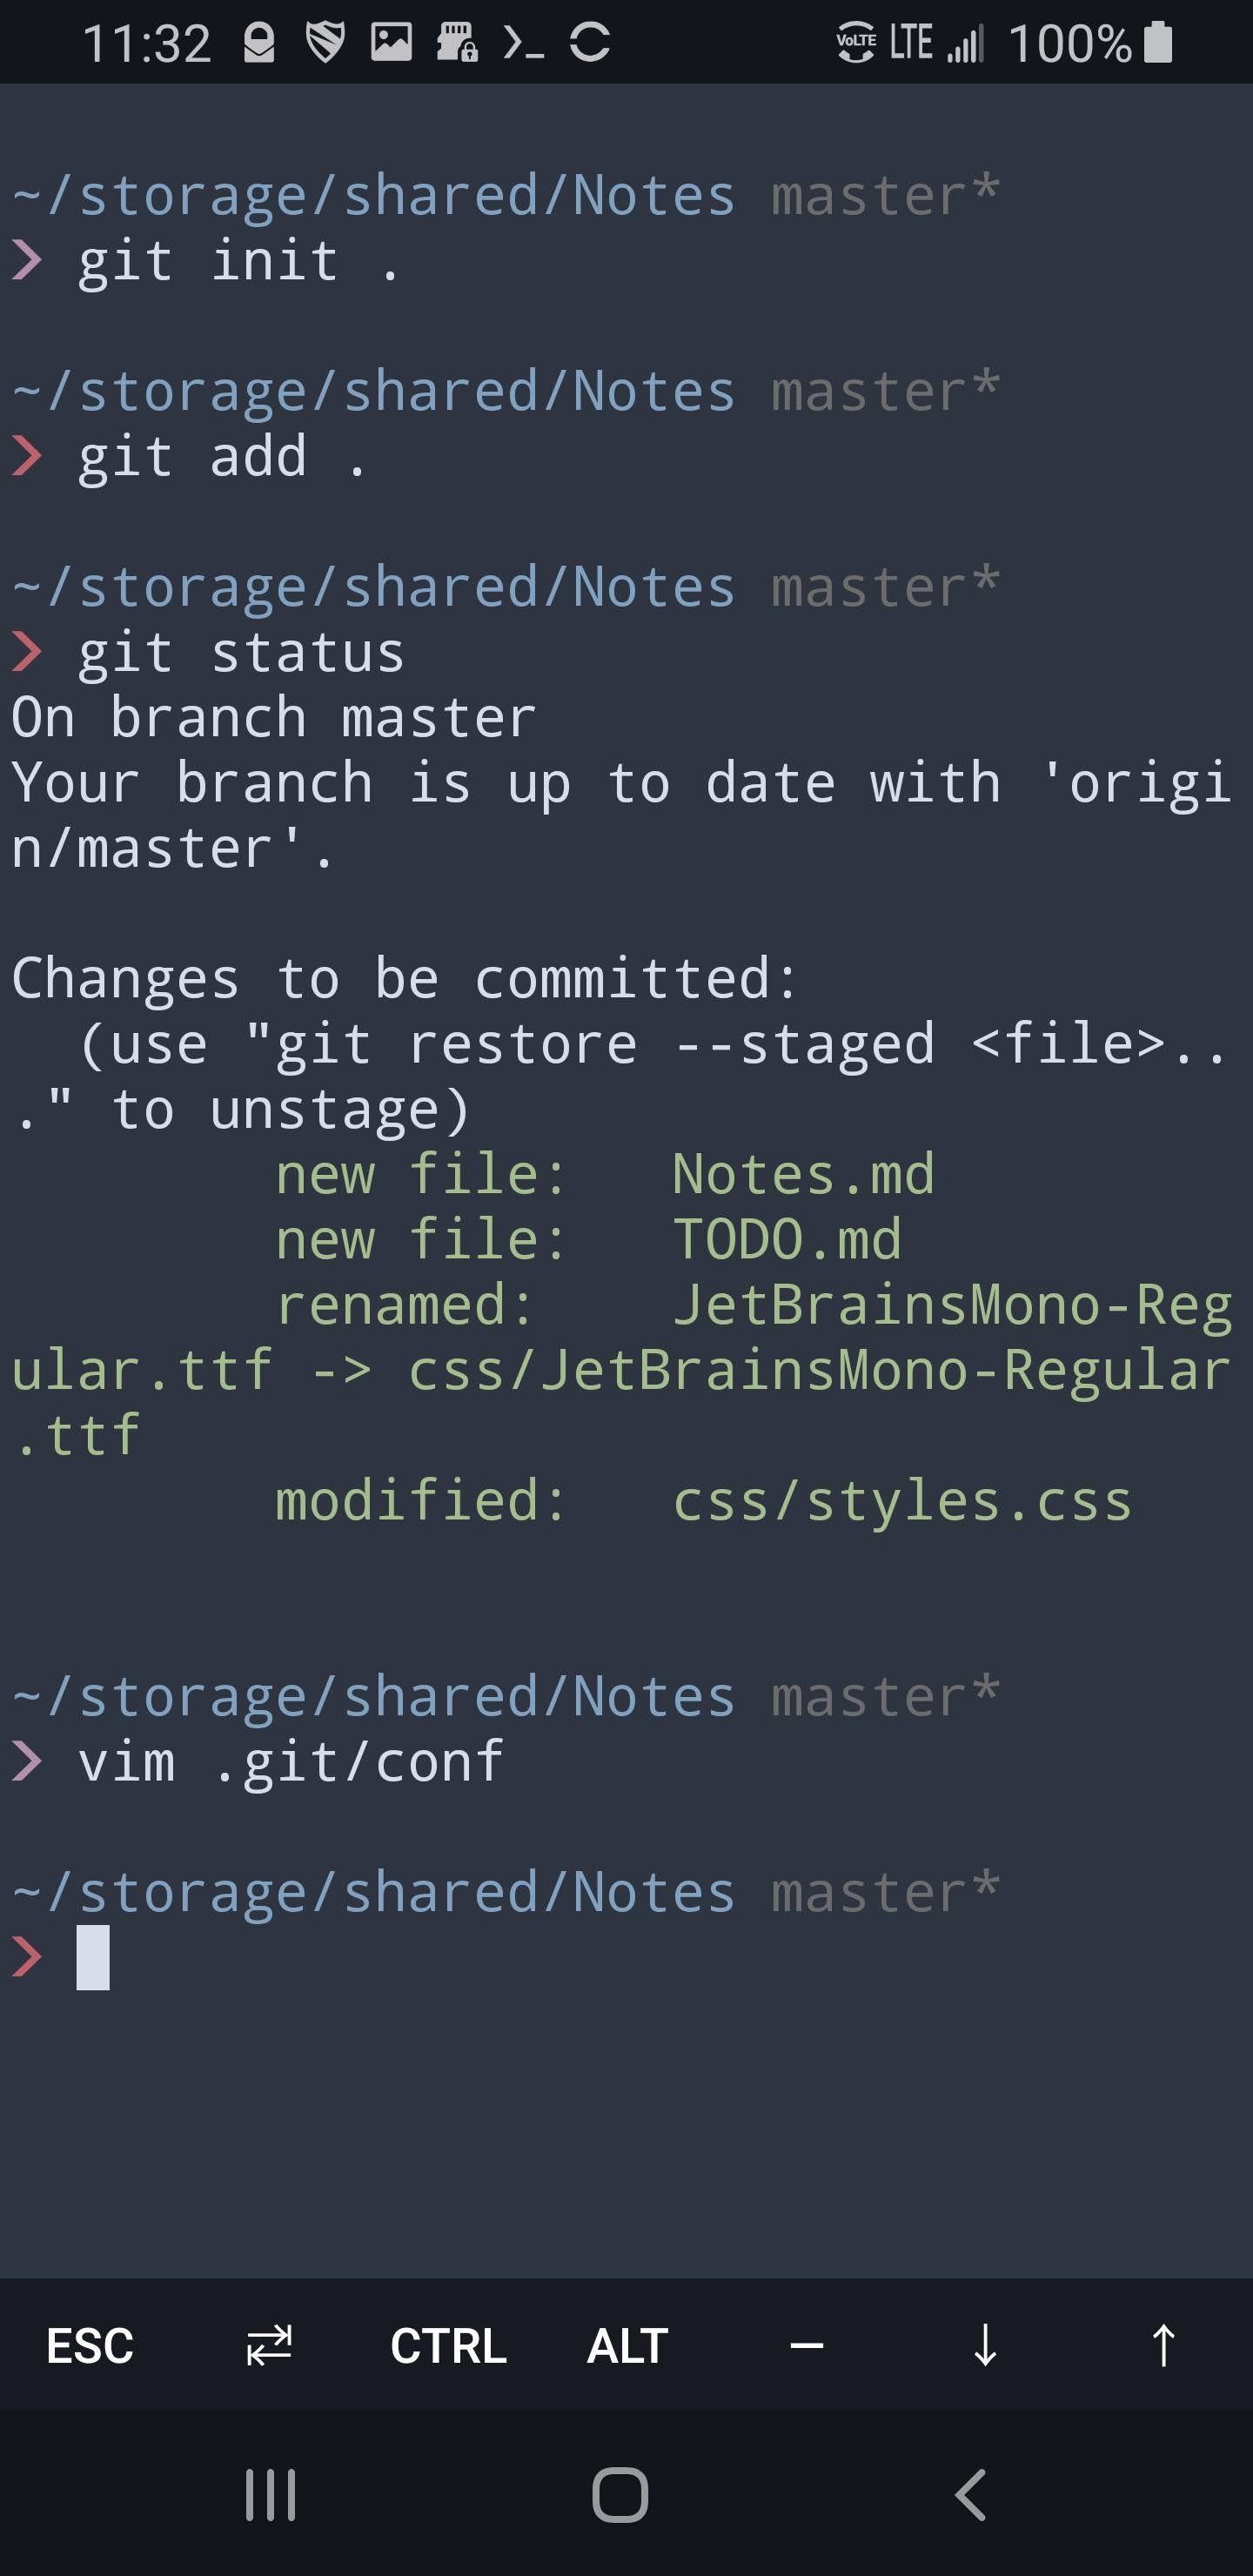 11:32 VoLTE LTE 100%
~/storage/shared/Notes master*
❯ git init .
~/storage/shared/Notes master*
❯ git add .
~/storage/shared/Notes master*
❯ git status
On branch master
Your branch is up to date with 'origi
n/master'.
Changes to be committed:
  (use "git restore --staged <file>..
." to unstage)
        new file:   Notes.md
        new file:   TODO.md
        renamed:    JetBrainsMono-Reg
ular.ttf -> css/JetBrainsMono-Regular
.ttf
        modified:   css/styles.css
~/storage/shared/Notes master*
❯ vim .git/conf
~/storage/shared/Notes master*
❯
ESC CTRL ALT — ↓ ↑